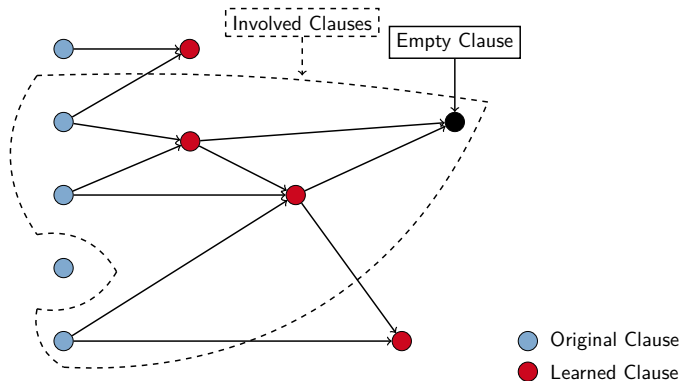 Involved Clauses
Empty Clause
Original Clause
Learned Clause